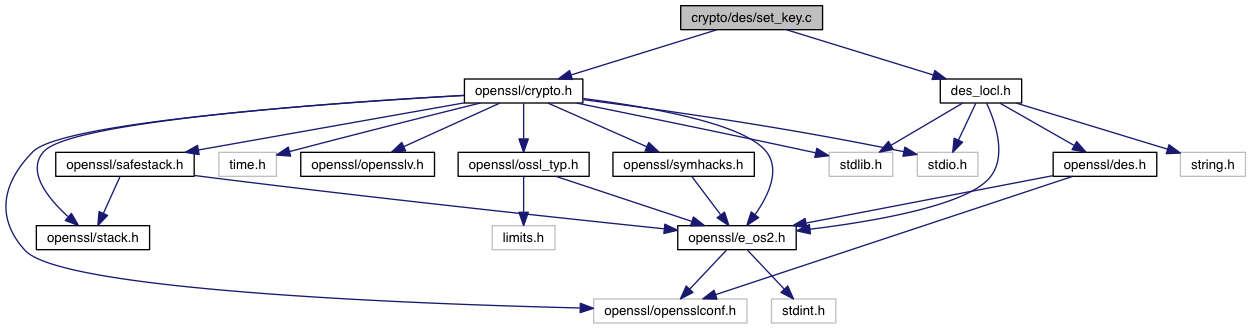 crypto/des/set_key.c
openssl/crypto.h
des_locl.h
openssl/safestack.h
time.h
openssl/opensslv.h
openssl/ossl_typ.h
openssl/symhacks.h
stdlib.h
stdio.h
openssl/des.h
string.h
openssl/stack.h
limits.h
openssl/e_os2.h
openssl/opensslconf.h
stdint.h